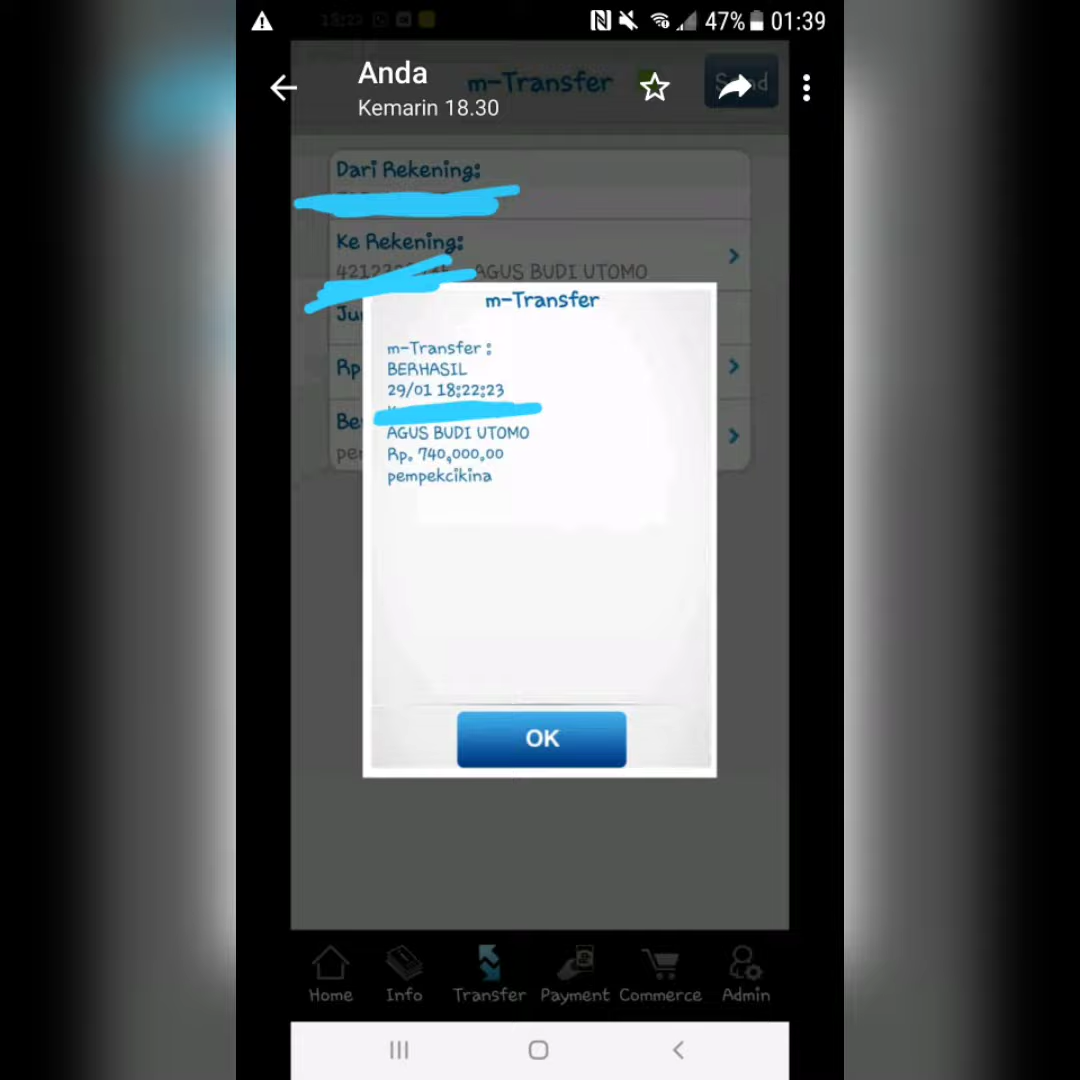 47% 01:39
Anda
Kemarin 18.30
m-Transfer
Dari Rekening:
Ke Rekening:
AGUS BUDI UTOMO
m-Transfer
m-Transfer :
BERHASIL
29/01 18:22:23
AGUS BUDI UTOMO
Rp. 740,000,00
pempekcikina
Rp
OK
Home Info Transfer Payment Commerce Admin